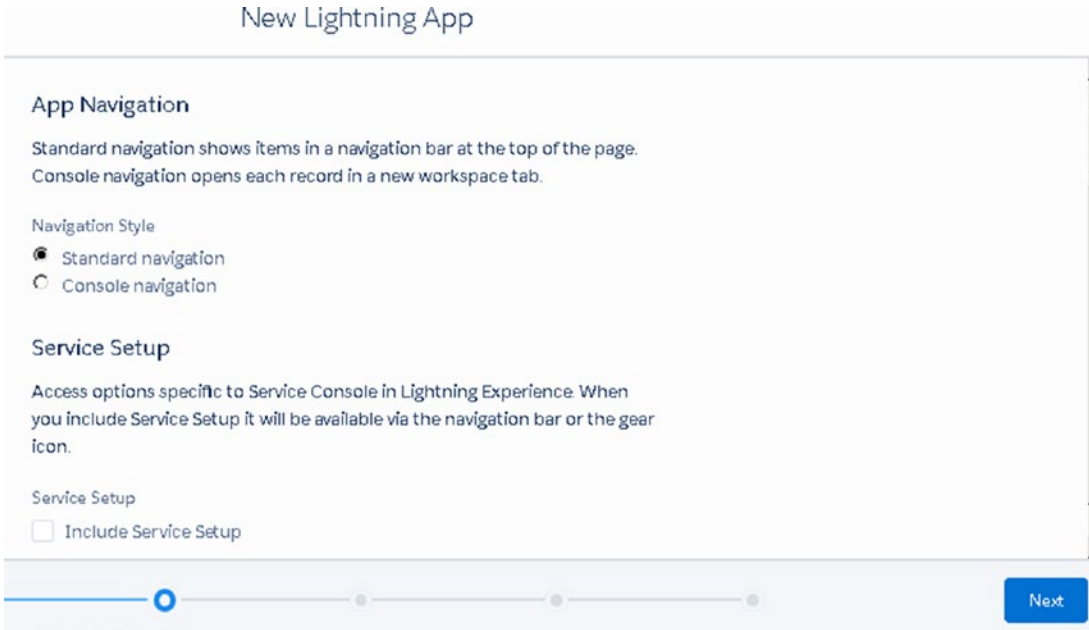 New Lightning App
App Navigation
Standard navigation shows items in a navigation bar at the top of the page.
Console navigation opens each record in a new workspace tab.
Navigation Style
Standard navigation
Console navigation
Service Setup
Access options specific to Service Console in Lightning Experience. When
you include Service Setup it will be available via the navigation bar or the gear
icon.
Service Setup
Include Service Setup
Next